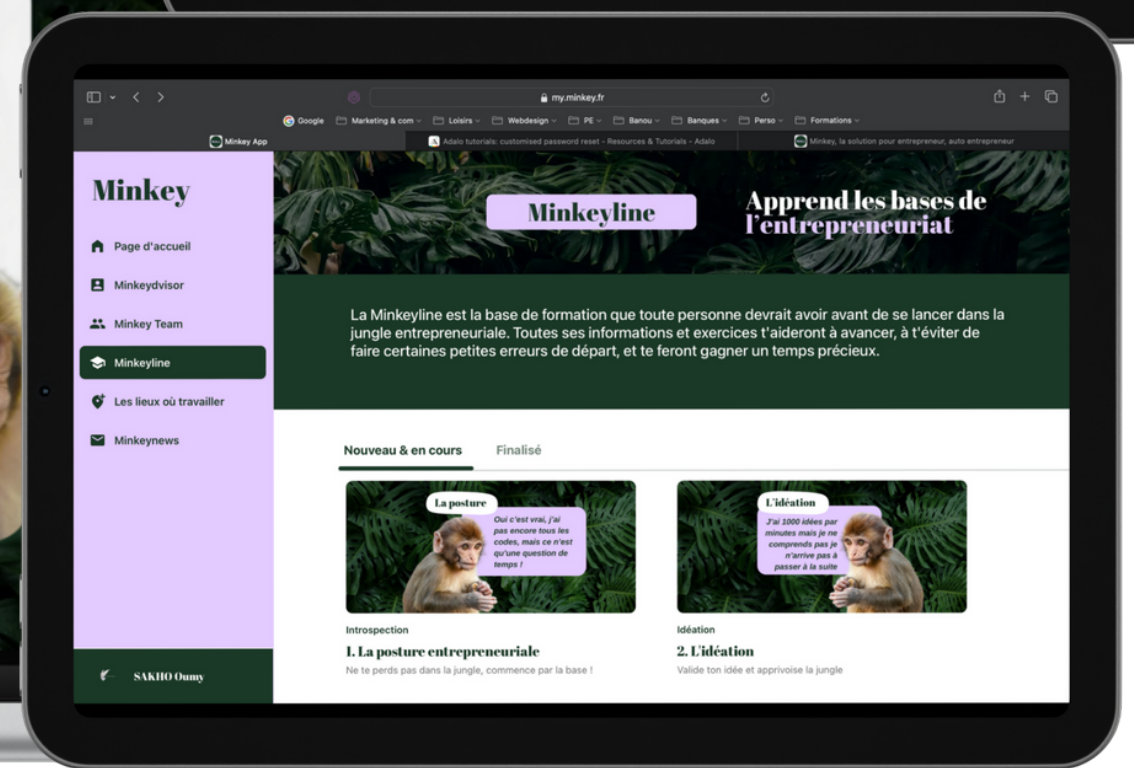 my.minkey.fr
Google Marketing & com Loisirs Webdesign PE Banou Banques Perso Formations
Minkey App
Adalo tutorials: customised password reset - Resources & Tutorials - Adalo
Minkey, la solution pour entrepreneur, auto entrepreneur
Minkey
Page d'accueil
Minkeydvisor
Minkey Team
Minkeyline
Les lieux où travailler
Minkeynews
SAKHO Oumy
Minkeyline
Apprend les bases de
l'entrepreneuriat
La Minkeyline est la base de formation que toute personne devrait avoir avant de se lancer dans la
jungle entrepreneuriale. Toutes ses informations et exercices t'aideront à avancer, à t'éviter de
faire certaines petites erreurs de départ, et te feront gagner un temps précieux.
Nouveau & en cours
Finalisé
La posture
Oui c'est vrai, j'ai
pas encore tous les
codes, mais ce n'est
qu'une question de
temps !
Introspection
1. La posture entrepreneuriale
Ne te perds pas dans la jungle, commence par la base !
L'idéation
J'ai 1000 idées par
minutes mais je ne
comprends pas je
n'arrive pas à
passer à la suite
Idéation
2. L'idéation
Valide ton idée et apprivoise la jungle